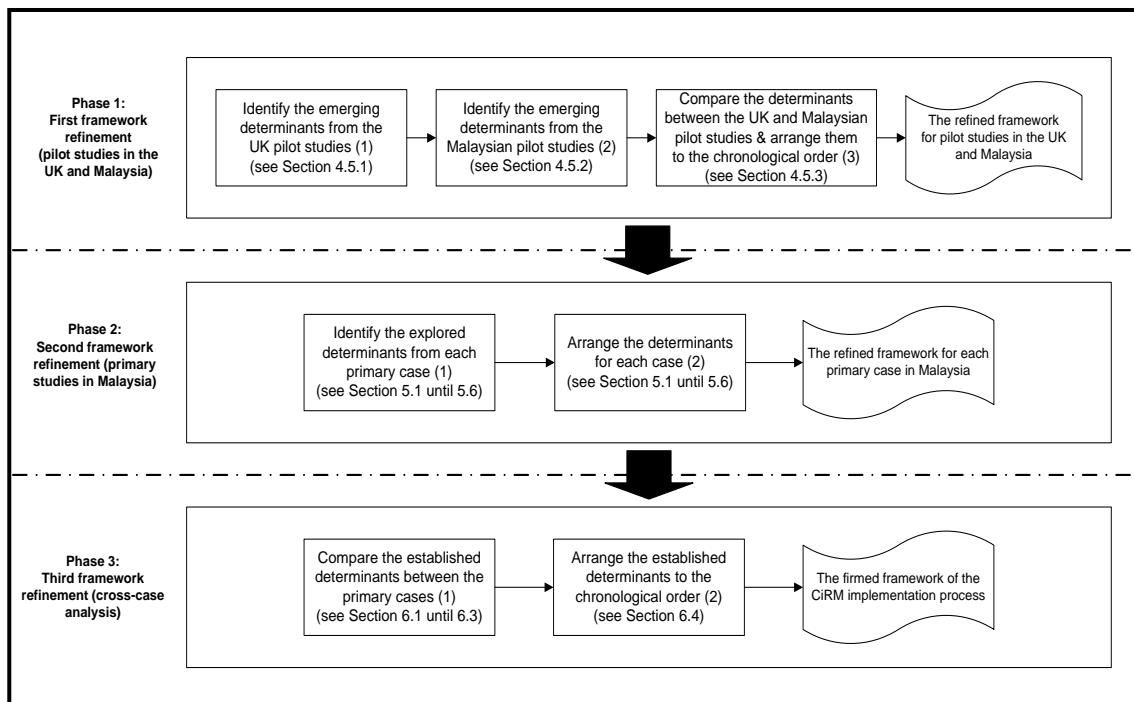 Phase 1:
First framework
refinement
(pilot studies in the
UK and Malaysia)
Identify the emerging
determinants from the
UK pilot studies (1)
(see Section 4.5.1)
Identify the emerging
determinants from the
Malaysian pilot studies (2)
(see Section 4.5.2)
Compare the determinants
between the UK and Malaysian
pilot studies & arrange them
to the chronological order (3)
(see Section 4.5.3)
The refined framework
for pilot studies in the UK
and Malaysia
Phase 2:
Second framework
refinement (primary
studies in Malaysia)
Identify the explored
determinants from each
primary case (1)
(see Section 5.1 until 5.6)
Arrange the determinants
for each case (2)
(see Section 5.1 until 5.6)
The refined framework for each
primary case in Malaysia
Phase 3:
Third framework
refinement (cross-case
analysis)
Compare the established
determinants between the
primary cases (1)
(see Section 6.1 until 6.3)
Arrange the established
determinants to the
chronological order (2)
(see Section 6.4)
The firmed framework of the
CiRM implementation process